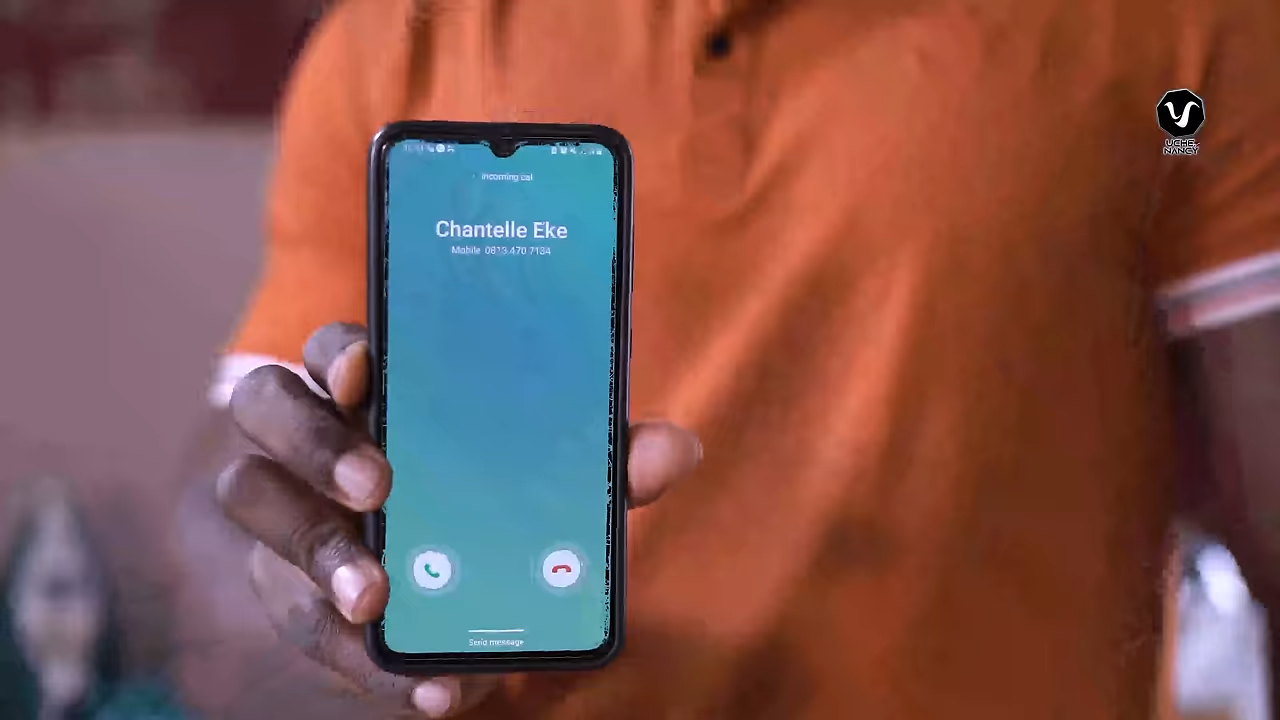 Incoming call
Chantelle Eke
Mobile 0813 470 7134
Send message
UCHE
NANCY